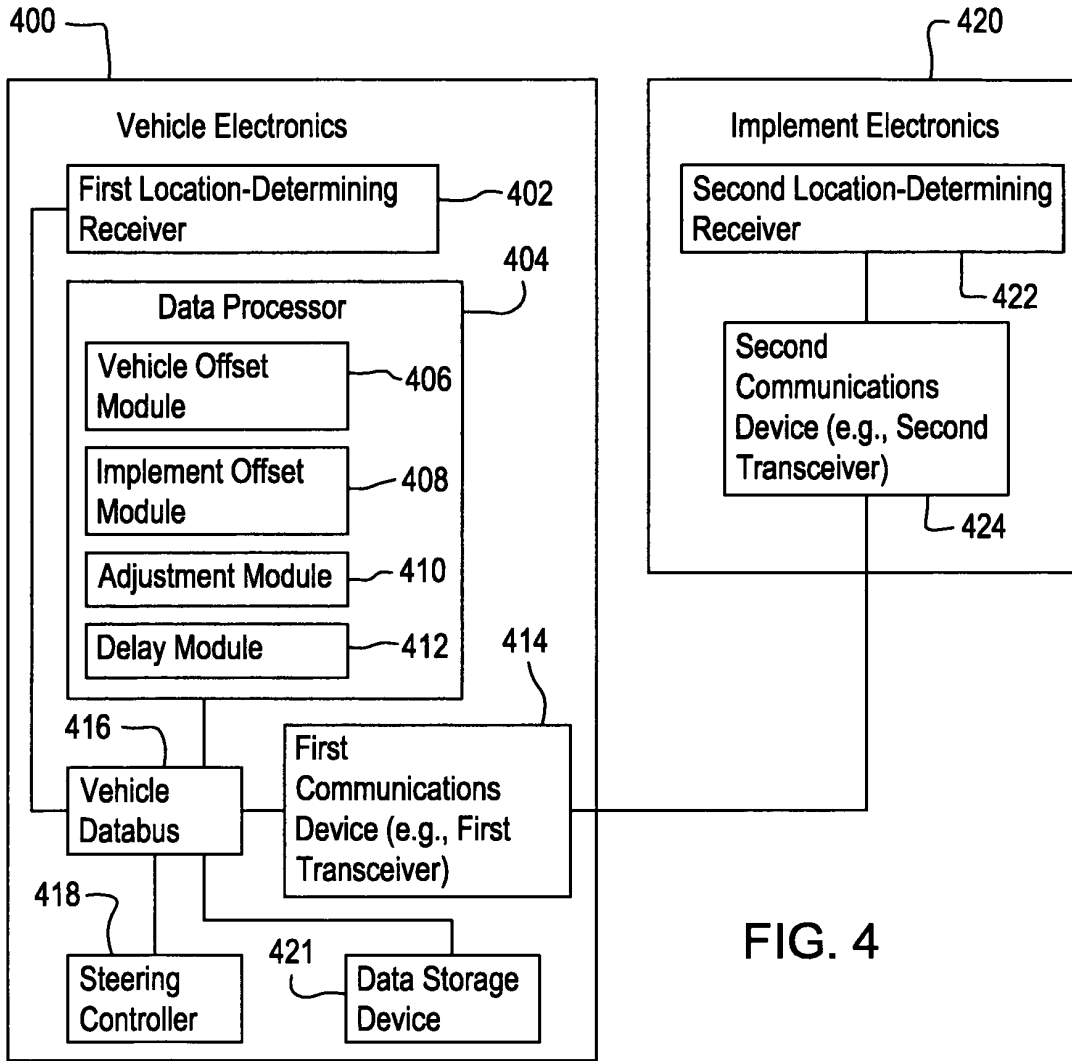 400
420
Vehicle Electronics
First Location-Determining
Receiver
402
404
Data Processor
Vehicle Offset
Module
406
Implement Offset
Module
408
Adjustment Module
410
Delay Module
412
414
416
Vehicle
Databus
First
Communications
Device (e.g., First
Transceiver)
418
Steering
Controller
421
Data Storage
Device
Implement Electronics
Second Location-Determining
Receiver
422
Second
Communications
Device (e.g., Second
Transceiver)
424
FIG. 4